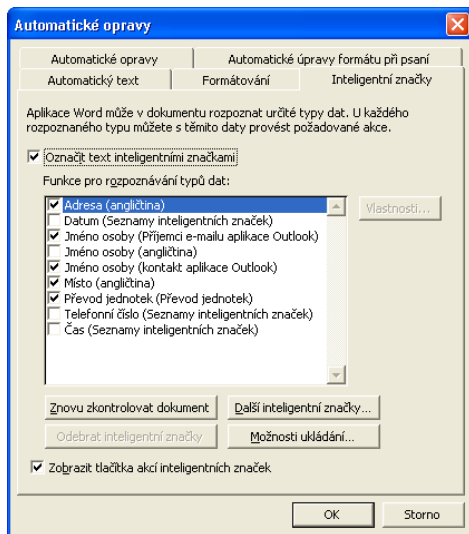 Automatické opravy
Automatické opravy
Automatické úpravy formátu při psaní
Automatický text
Formátování
Inteligentní značky
Aplikace Word může v dokumentu rozpoznat určité typy dat. U každého
rozpoznaného typu můžete s těmito daty provést požadované akce.
Označit text inteligentními značkami
Funkce pro rozpoznávání typů dat:
Adresa (angličtina)
Vlastnosti...
Datum (Seznamy inteligentních značek)
Jméno osoby (Příjemci e-mailu aplikace Outlook)
Jméno osoby (angličtina)
Jméno osoby (kontakt aplikace Outlook)
Místo (angličtina)
Převod jednotek (Převod jednotek)
Telefonní číslo (Seznamy inteligentních značek)
Čas (Seznamy inteligentních značek)
Znovu zkontrolovat dokument
Další inteligentní značky...
Odebrat inteligentní značky
Možnosti ukládání...
Zobrazit tlačítka akcí inteligentních značek
OK
Storno